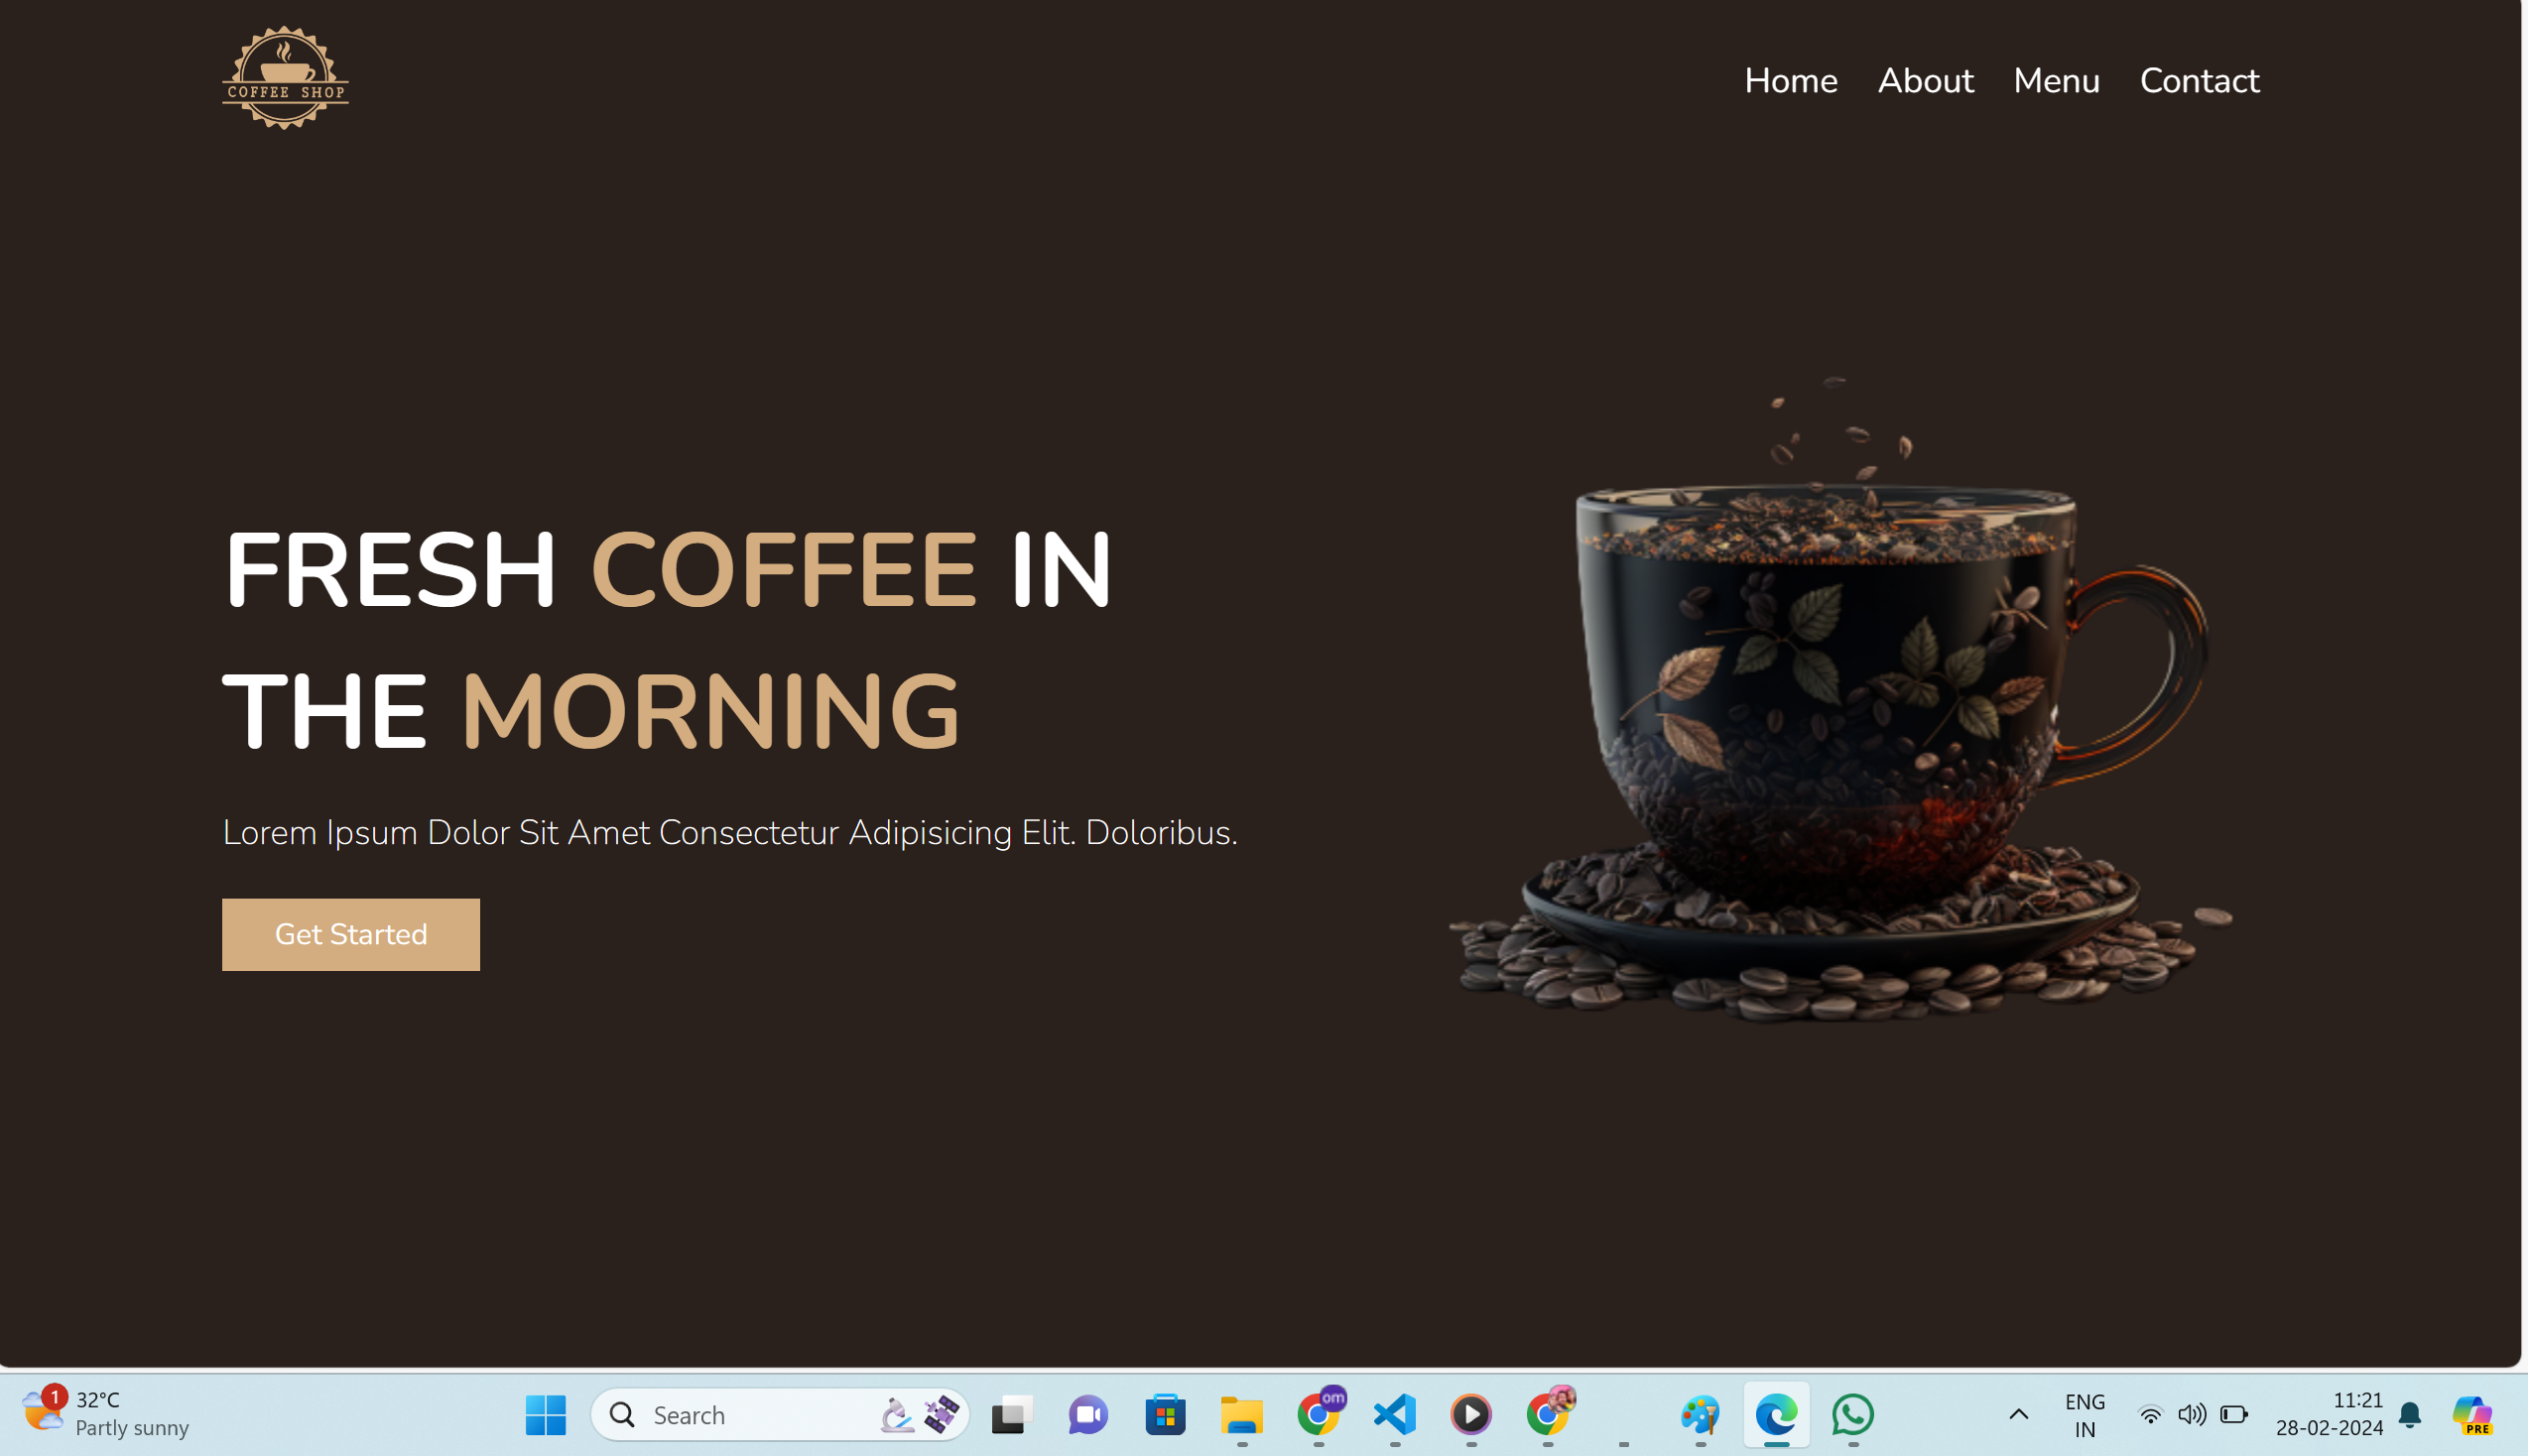 COFFEE SHOP
Home About Menu Contact
FRESH COFFEE IN
THE MORNING
Lorem Ipsum Dolor Sit Amet Consectetur Adipisicing Elit. Doloribus.
Get Started
1
32°C
Partly sunny
Search
om
ENG
IN
11:21
28-02-2024
PRE